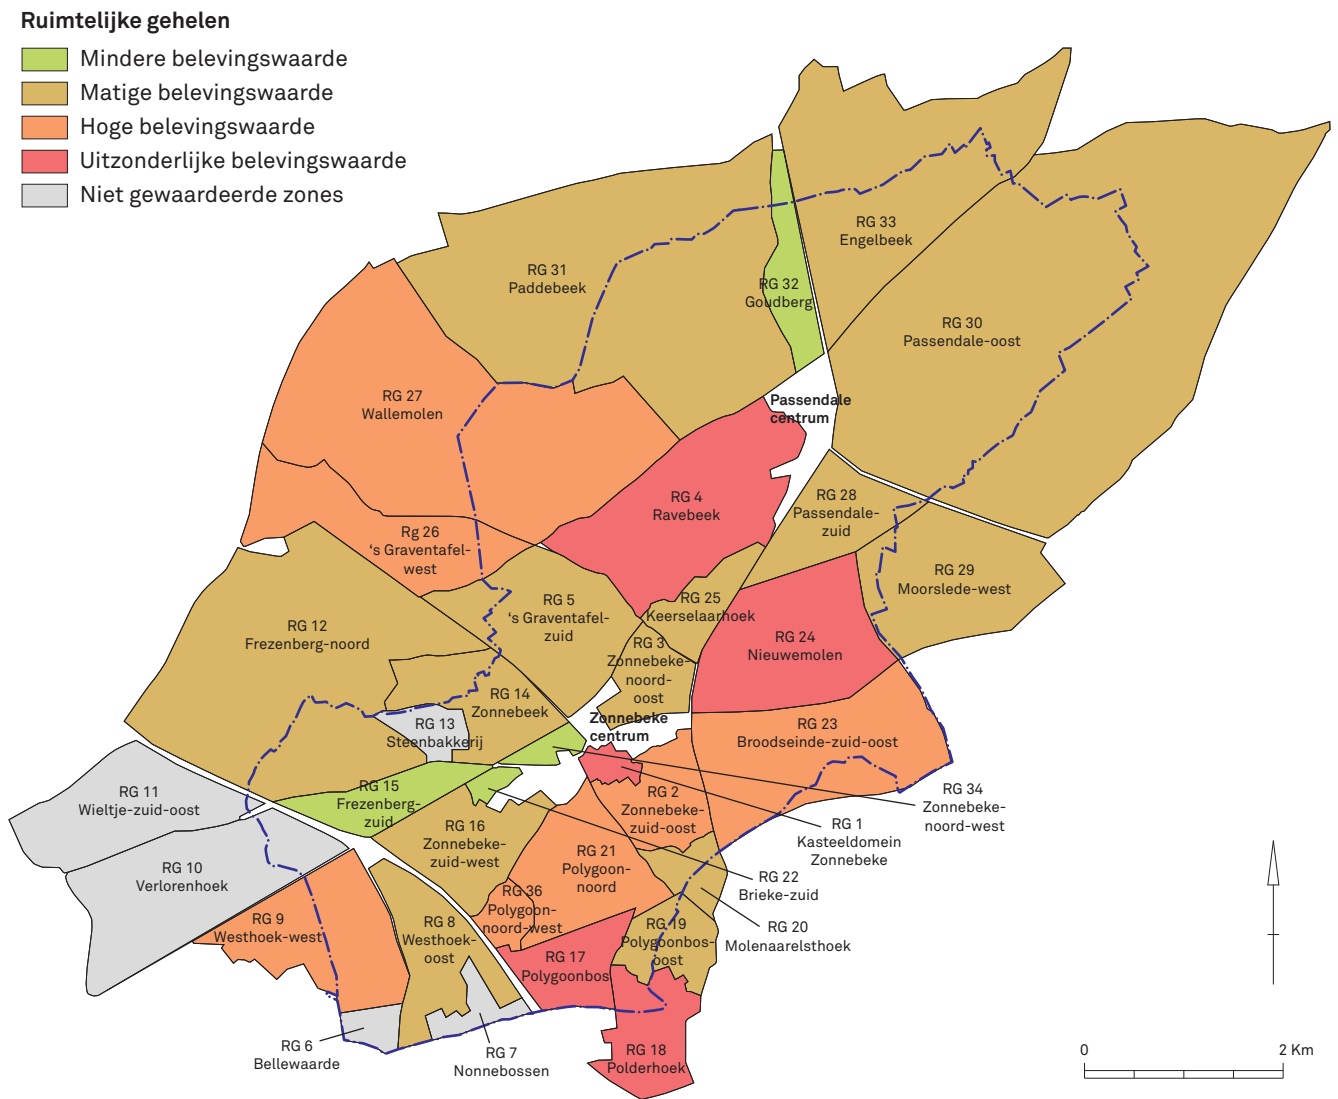 Ruimtelijke gehelen
Mindere belevingswaarde
Matige belevingswaarde
Hoge belevingswaarde
Uitzonderlijke belevingswaarde
Niet gewaardeerde zones
RG 33
Engelbeek
RG 31
Paddebeek
RG 32
Goudberg
RG 30
Passendale-oost
RG 27
Wallemolen
Passendale
centrum
RG 4
Ravebeek
RG 28
Passendale-
zuid
Rg 26
‘s Graventafel-
west
RG 29
Moorslede-west
RG 5
‘s Graventafel-
zuid
RG 25
Keerselaarhoek
RG 12
Frezenberg-noord
RG 3
Zonnebeke-
noord-
oost
RG 24
Nieuwemolen
RG 14
Zonnebeek
RG 13
Steenbakkerij
Zonnebeke
centrum
RG 23
Broodseinde-zuid-oost
RG 11
Wieltje-zuid-oost
RG 15
Frezenberg-
zuid
RG 2
Zonnebeke-
zuid-oost
RG 34
Zonnebeke-
noord-west
RG 16
Zonnebeke-
zuid-west
RG 1
Kasteeldomein
Zonnebeke
RG 21
Polygoon-
noord
RG 10
Verlorenhoek
RG 22
Brieke-zuid
RG 36
Polygoon-
noord-west
RG 9
Westhoek-west
RG 8
Westhoek-
oost
RG 19
Polygoonbos-
oost
RG 20
Molenaarelsthoek
RG 17
Polygoonbos
RG 6
Bellewaarde
RG 7
Nonnebossen
RG 18
Polderhoek
0 2 Km